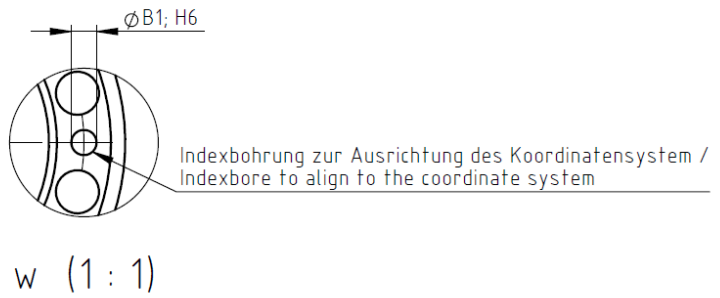 ⌀B1; H6
Indexbohrung zur Ausrichtung des Koordinatensystem /
Indexbore to align to the coordinate system
w (1 : 1)